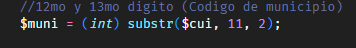 //12mo y 13mo digito (Codigo de municipio)
$muni = (int) substr($cui, 11, 2);